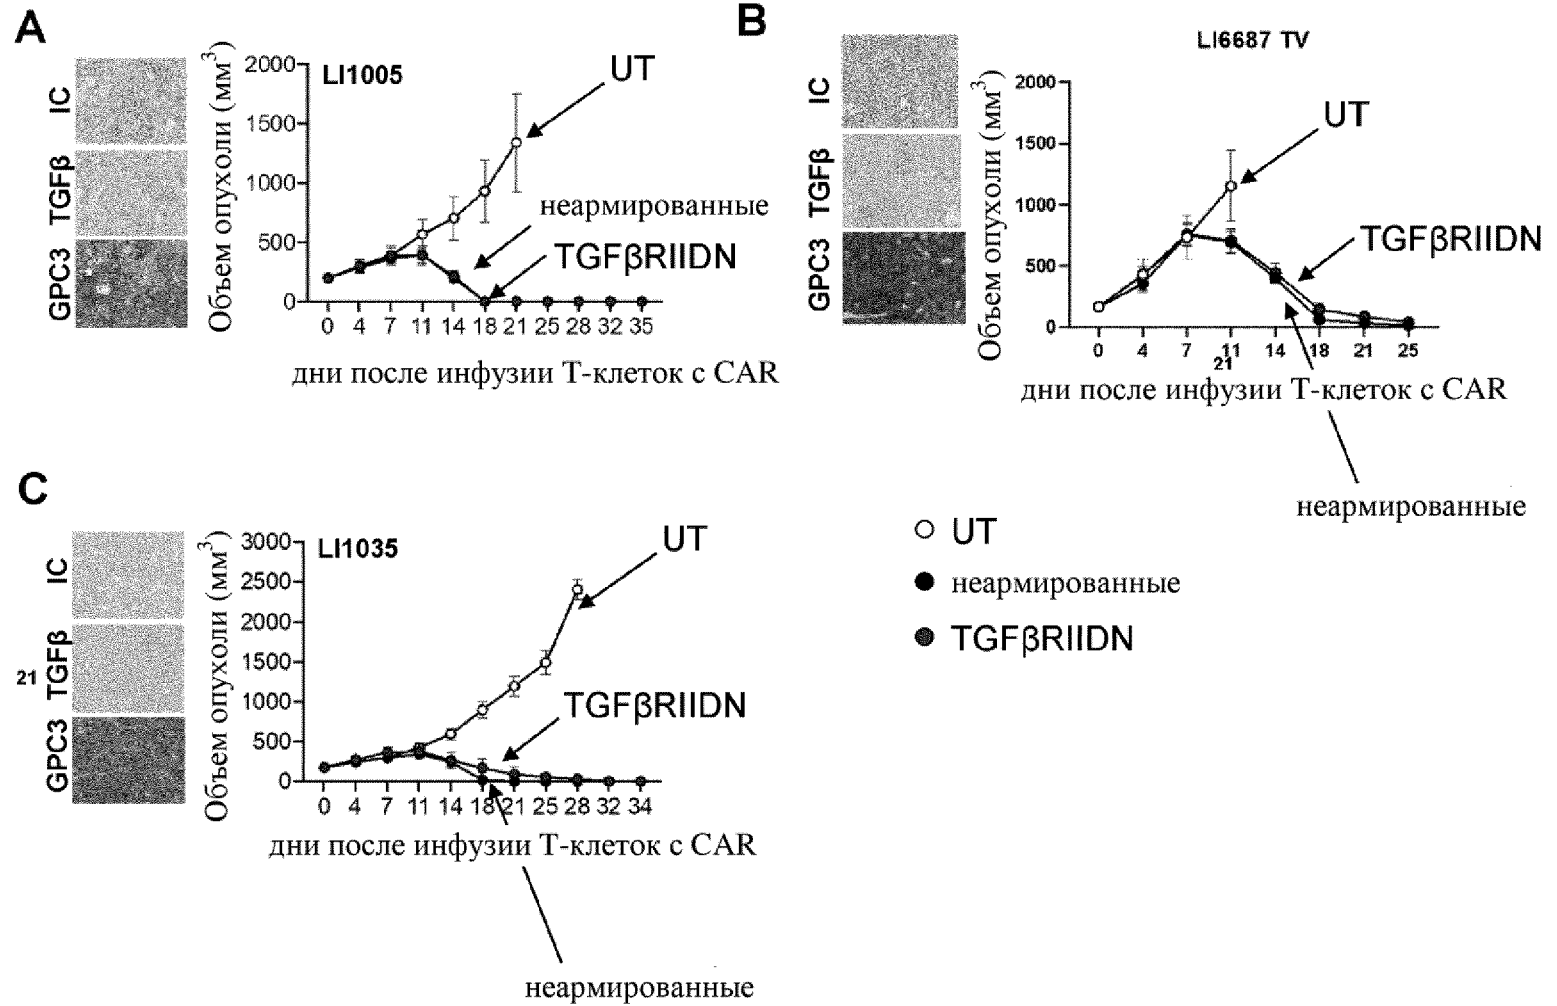 A
IC
TGFβ
GPC3
Объем опухоли (мм³)
2000
1500
1000
500
0
LI1005
UT
неармированные
TGFβRIIDN
0 4 7 11 14 18 21 25 28 32 35
дни после инфузии Т-клеток с CAR
B
IC
TGFβ
GPC3
Объем опухоли (мм³)
LI6687 TV
2000
1500
1000
500
0
UT
TGFβRIIDN
0 4 7 11 14 18 21 25
21
дни после инфузии Т-клеток с CAR
неармированные
C
IC
TGFβ
21
GPC3
Объем опухоли (мм³)
3000
2500
2000
1500
1000
500
0
LI1035
UT
TGFβRIIDN
0 4 7 11 14 18 21 25 28 32 34
дни после инфузии Т-клеток с CAR
неармированные
UT
неармированные
TGFβRIIDN